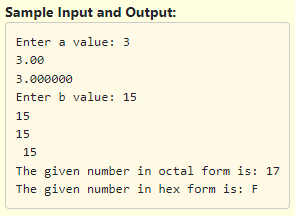 Sample Input and Output:
Enter a value: 3
3.00
3.000000
Enter b value: 15
15
15
 15
The given number in octal form is: 17
The given number in hex form is: F